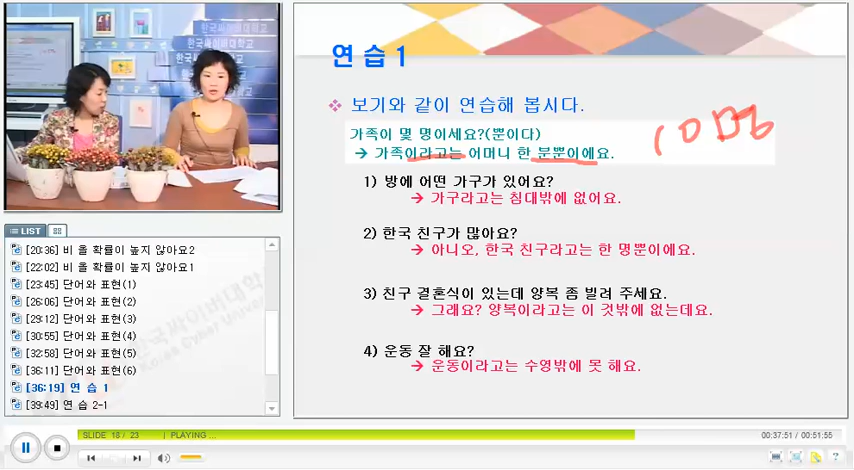 한국싸이버대학교
연 습 1
보기와 같이 연습해 봅시다.
가족이 몇 명이세요?(뿐이다)
→ 가족이라고는 어머니 한 분뿐이에요.
10명
1) 방에 어떤 가구가 있어요?
→ 가구라고는 침대밖에 없어요.
2) 한국 친구가 많아요?
→ 아니오, 한국 친구라고는 한 명뿐이에요.
3) 친구 결혼식이 있는데 양복 좀 빌려 주세요.
→ 그래요? 양복이라고는 이 것밖에 없는데요.
4) 운동 잘 해요?
→ 운동이라고는 수영밖에 못 해요.
LIST
[20:36] 비 올 확률이 높지 않아요2
[22:02] 비 올 확률이 높지 않아요1
[23:45] 단어와 표현(1)
[26:06] 단어와 표현(2)
[29:12] 단어와 표현(3)
[30:55] 단어와 표현(4)
[32:58] 단어와 표현(5)
[36:11] 단어와 표현(6)
[36:19] 연 습 1
[39:49] 연 습 2-1
SLIDE 18 / 23 | PLAYING ...
00:37:51 / 00:51:55